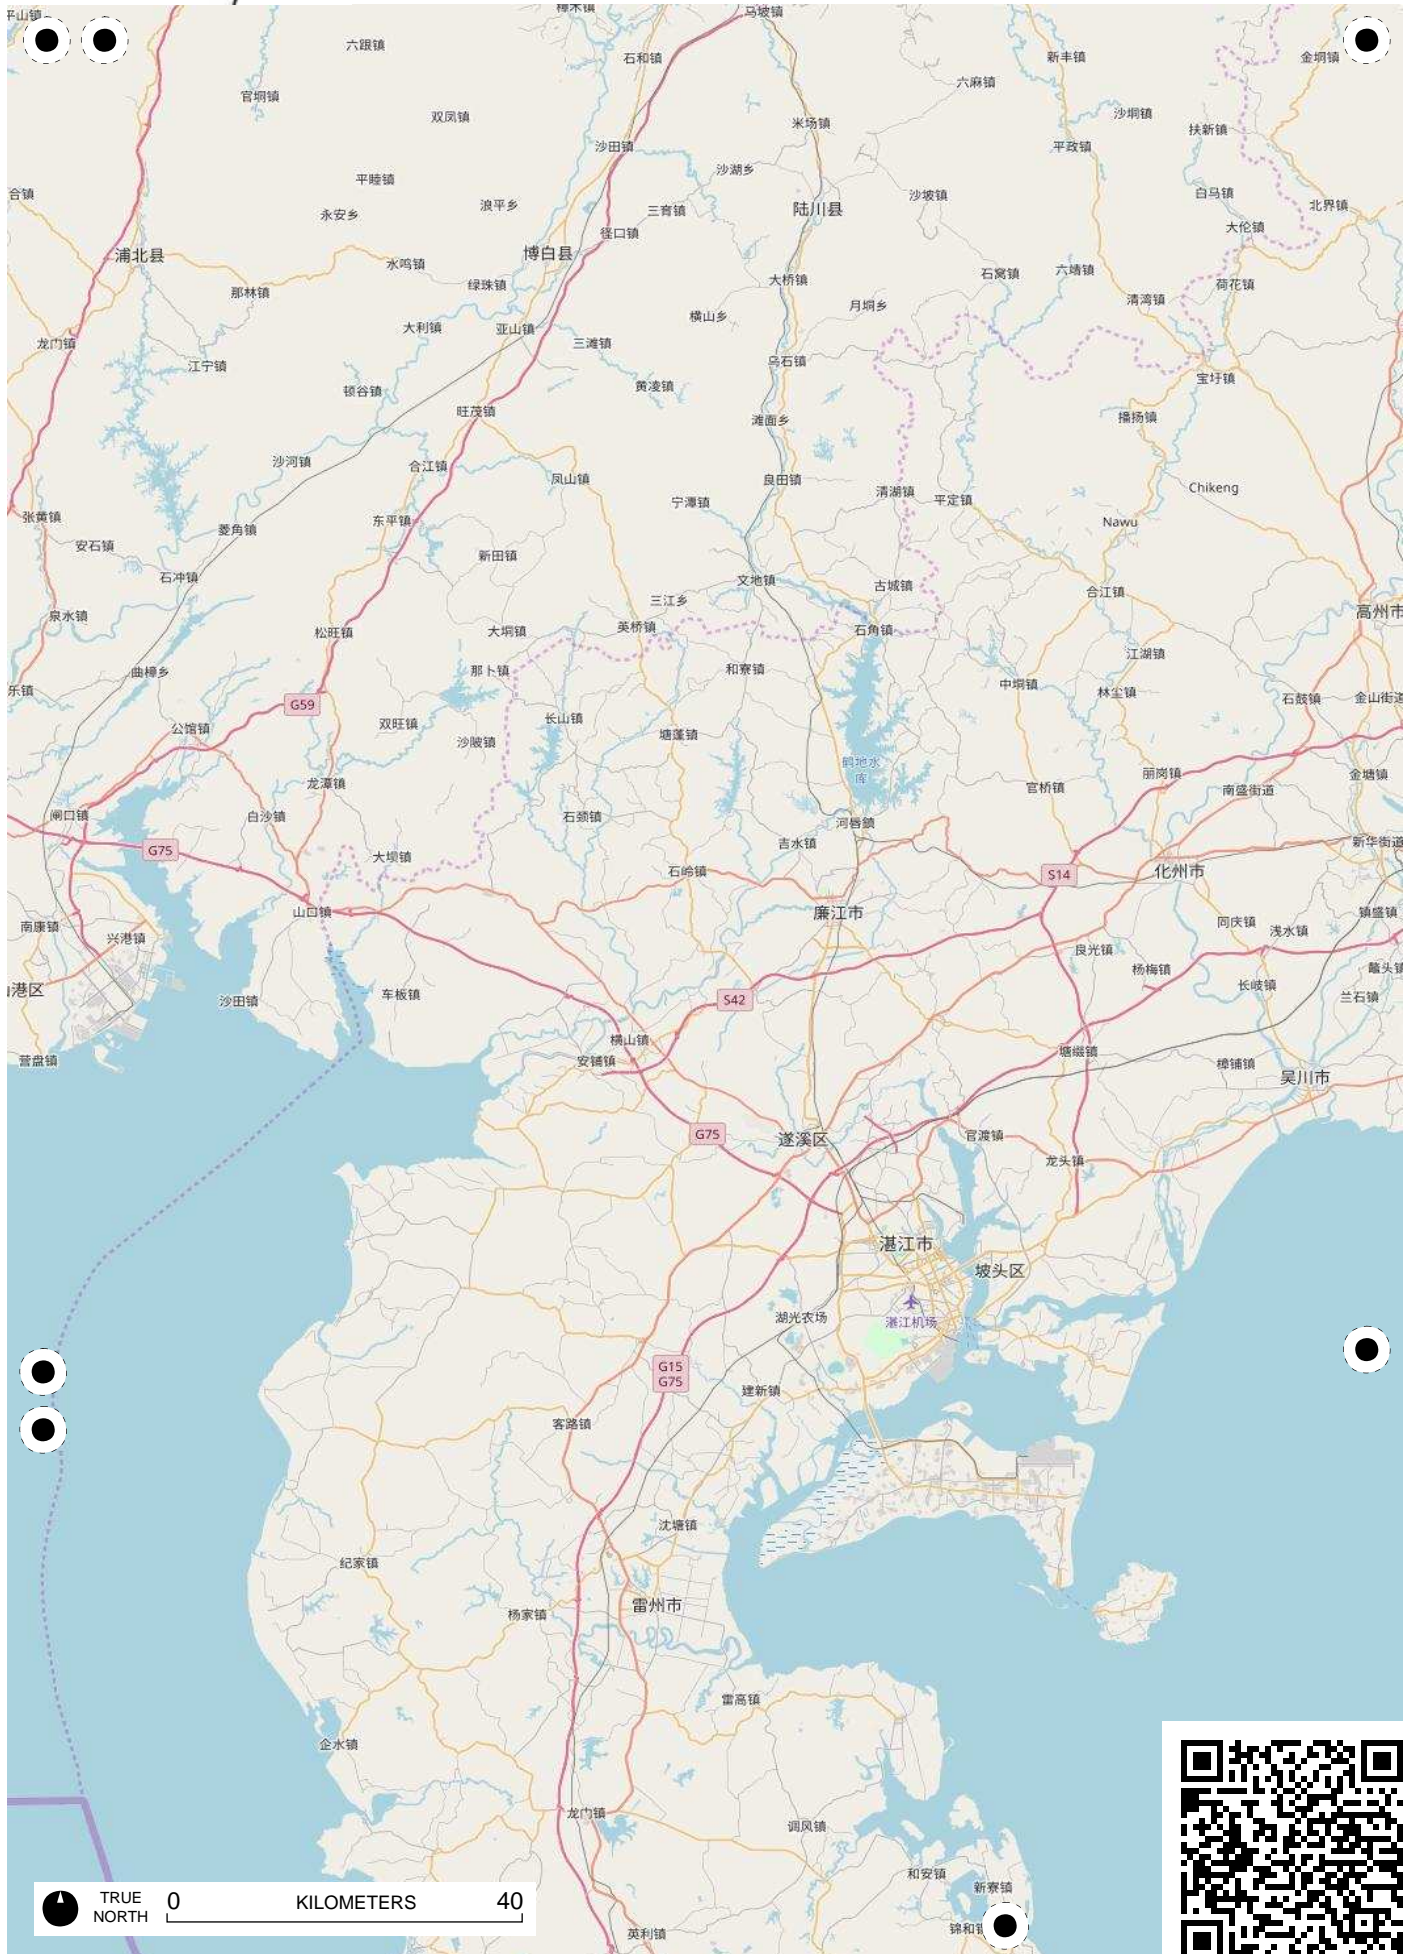 马坡镇
六跟镇
石和镇
新丰镇
金垌镇
官垌镇
六麻镇
双凤镇
米场镇
沙垌镇
扶新镇
沙田镇
平政镇
平睦镇
沙湖乡
沙坡镇
白马镇
北界镇
永安乡
浪平乡
三育镇
陆川县
大伦镇
径口镇
浦北县
博白县
水鸣镇
绿珠镇
大桥镇
石窝镇
六靖镇
荷花镇
那林镇
月垌乡
清湾镇
大利镇
亚山镇
横山乡
龙门镇
三滩镇
江宁镇
乌石镇
宝圩镇
顿谷镇
黄凌镇
旺茂镇
滩面乡
播扬镇
沙河镇
合江镇
凤山镇
良田镇
Chikeng
宁潭镇
清湖镇
平定镇
张黄镇
菱角镇
东平镇
Nawu
安石镇
新田镇
石冲镇
文地镇
古城镇
合江镇
泉水镇
三江乡
高州市
松旺镇
大垌镇
英桥镇
石角镇
曲樟乡
那卜镇
和寮镇
江湖镇
乐镇
中垌镇
林尘镇
石鼓镇
金山街道
G59
公馆镇
双旺镇
长山镇
沙陂镇
塘蓬镇
鹤地水
库
龙潭镇
官桥镇
丽岗镇
南盛街道
金塘镇
闸口镇
白沙镇
石颈镇
河唇镇
吉水镇
新华街道
G75
大坝镇
石岭镇
S14
化州市
山口镇
廉江市
镇盛镇
南康镇
兴港镇
同庆镇
浅水镇
良光镇
杨梅镇
港区
沙田镇
车板镇
S42
长岐镇
兰石镇
横山镇
营盘镇
安铺镇
塘㙍镇
樟铺镇
吴川市
G75
遂溪区
官渡镇
龙头镇
湛江市
坡头区
湖光农场
湛江机场
G15
G75
建新镇
客路镇
沈塘镇
纪家镇
杨家镇
雷州市
雷高镇
企水镇
龙门镇
调风镇
和安镇
新寮镇
TRUE
NORTH
0 KILOMETERS 40
锦和
英利镇